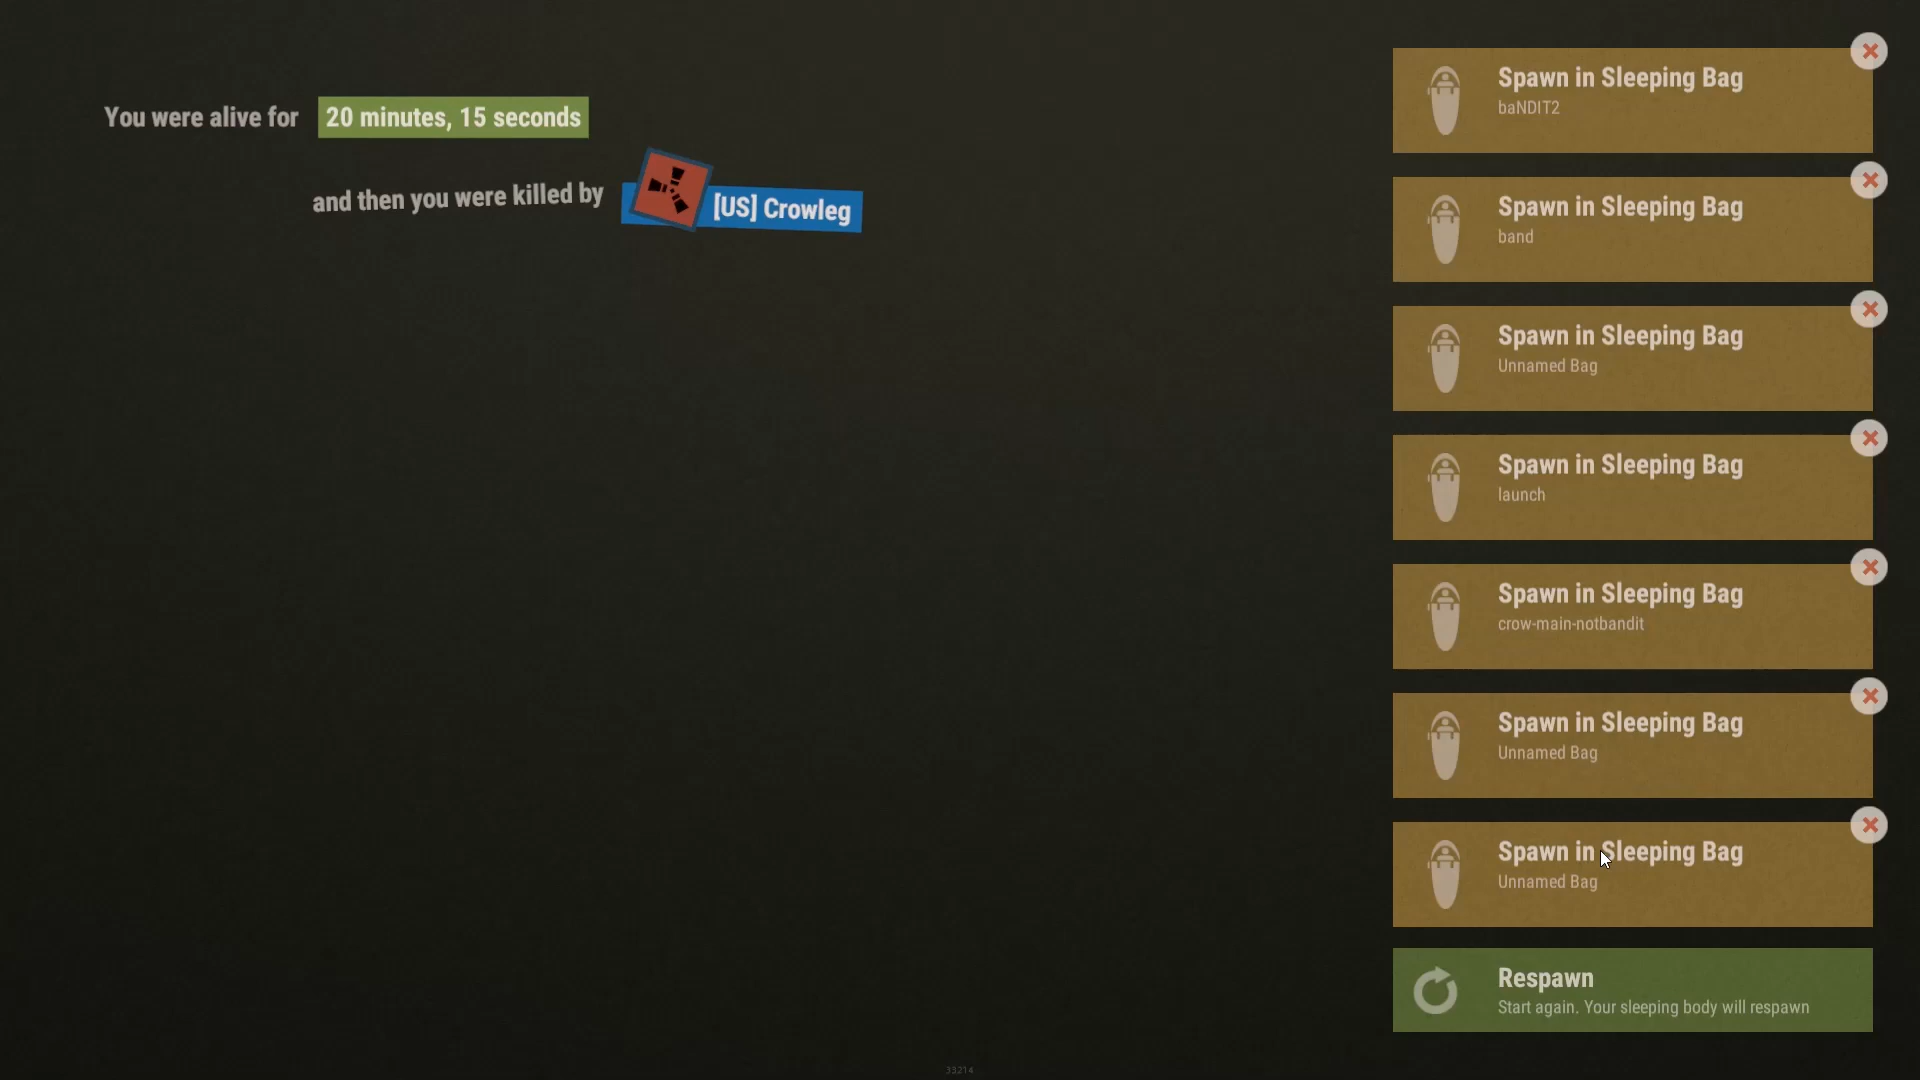 You were alive for 20 minutes, 15 seconds
and then you were killed by [US] Crowleg
Spawn in Sleeping Bag
baNDIT2
Spawn in Sleeping Bag
band
Spawn in Sleeping Bag
Unnamed Bag
Spawn in Sleeping Bag
launch
Spawn in Sleeping Bag
crow-main-notbandit
Spawn in Sleeping Bag
Unnamed Bag
Spawn in Sleeping Bag
Unnamed Bag
Respawn
Start again. Your sleeping body will respawn
33214